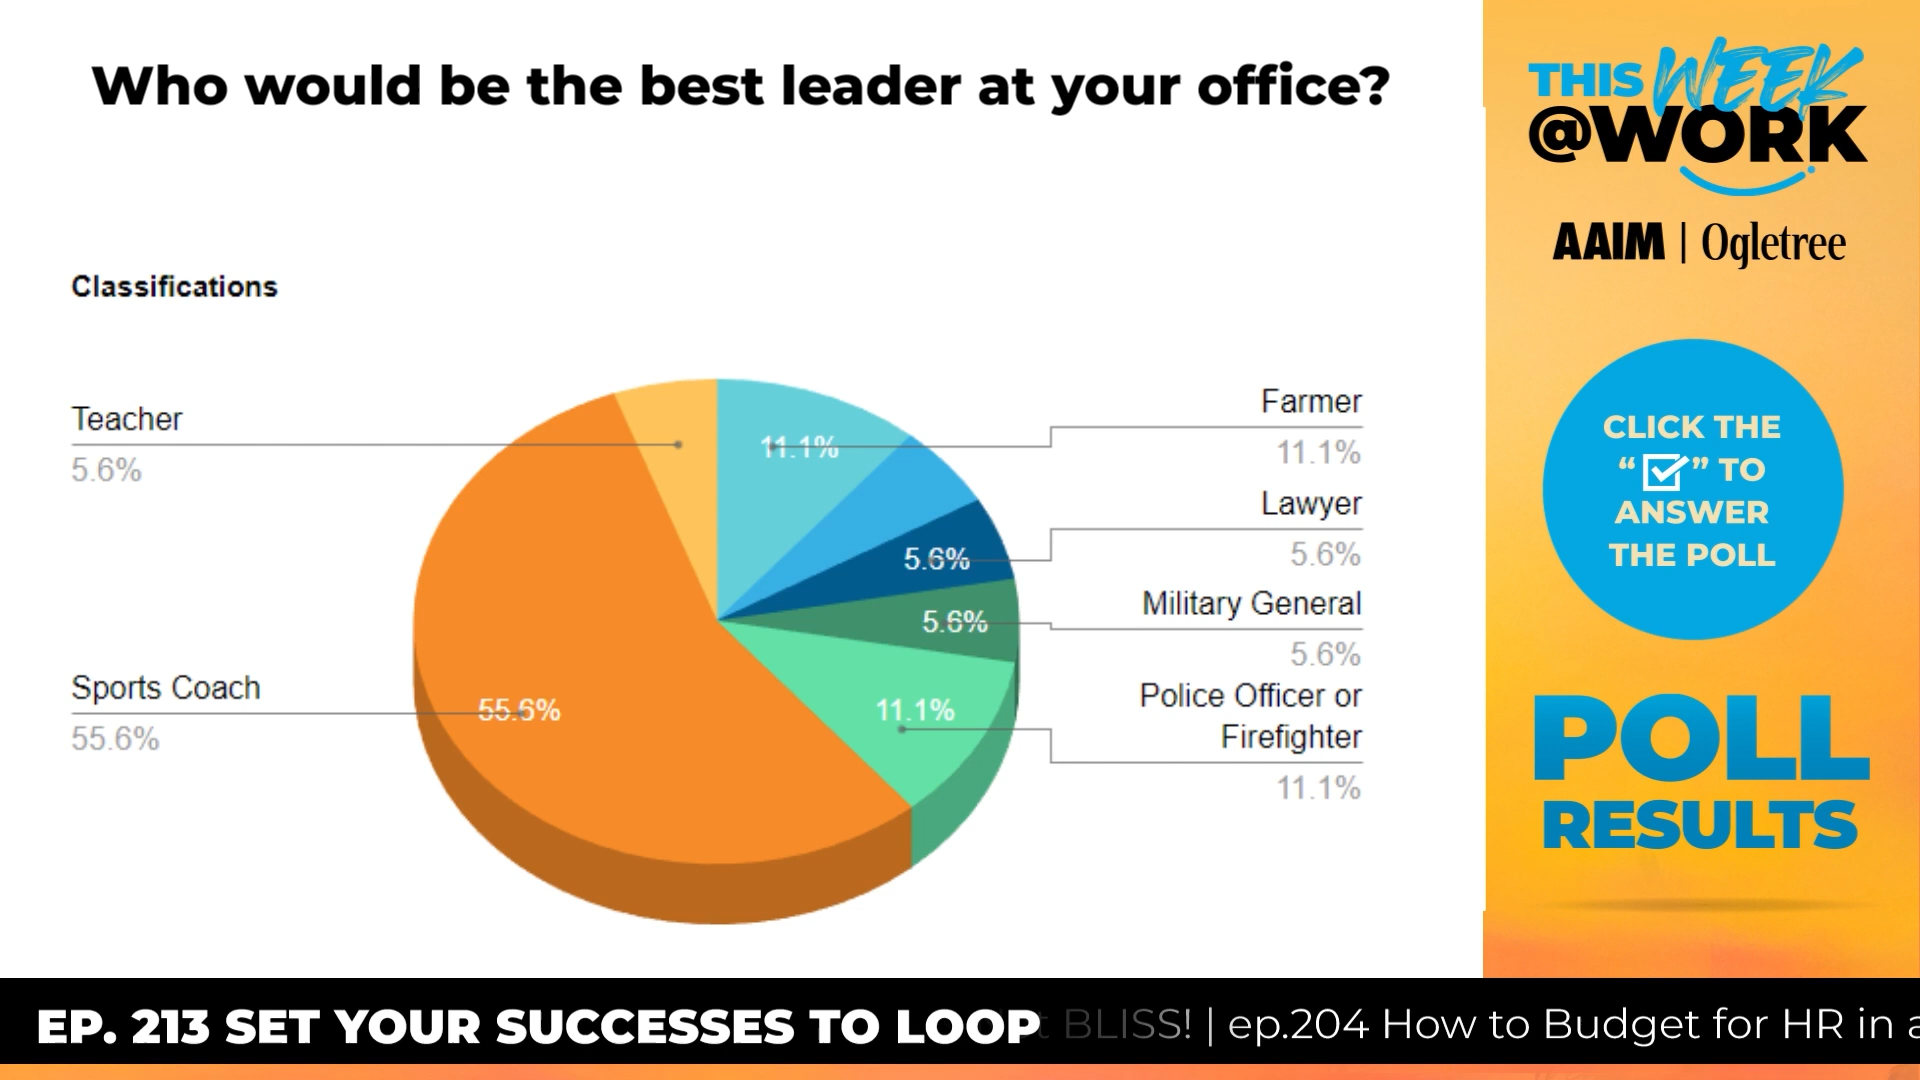 Who would be the best leader at your office?
Classifications
Teacher
5.6%
Sports Coach
55.6%
55.6%
11.1%
5.6%
5.6%
11.1%
Farmer
11.1%
Lawyer
5.6%
Military General
5.6%
Police Officer or
Firefighter
11.1%
THIS WEEK
@WORK
AAIM | Ogletree
CLICK THE
“☑” TO
ANSWER
THE POLL
POLL
RESULTS
EP. 213 SET YOUR SUCCESSES TO LOOP BLISS! | ep.204 How to Budget for HR in a